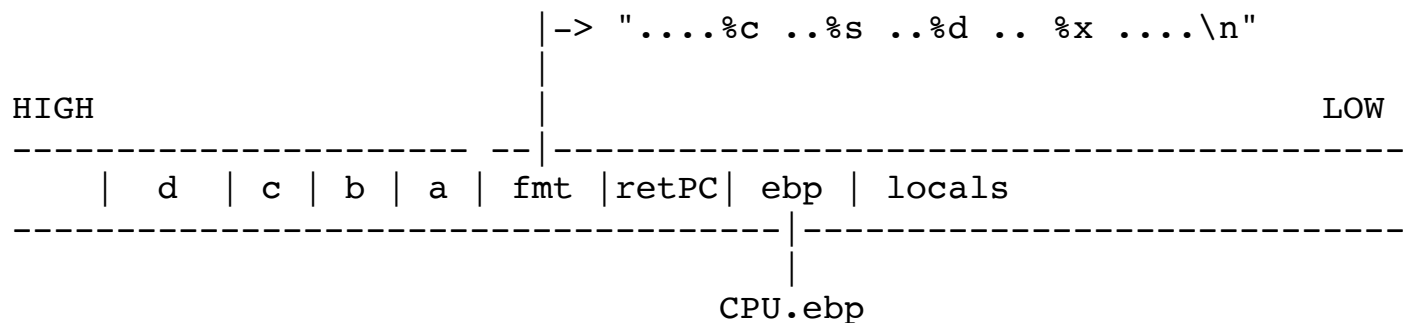 |-> "....%c ..%s ..%d .. %x ....\n"
|
HIGH | LOW
---------------------- --|-----------------------------------------
| d | c | b | a | fmt |retPC| ebp | locals
-------------------------------------|-----------------------------
|
CPU.ebp